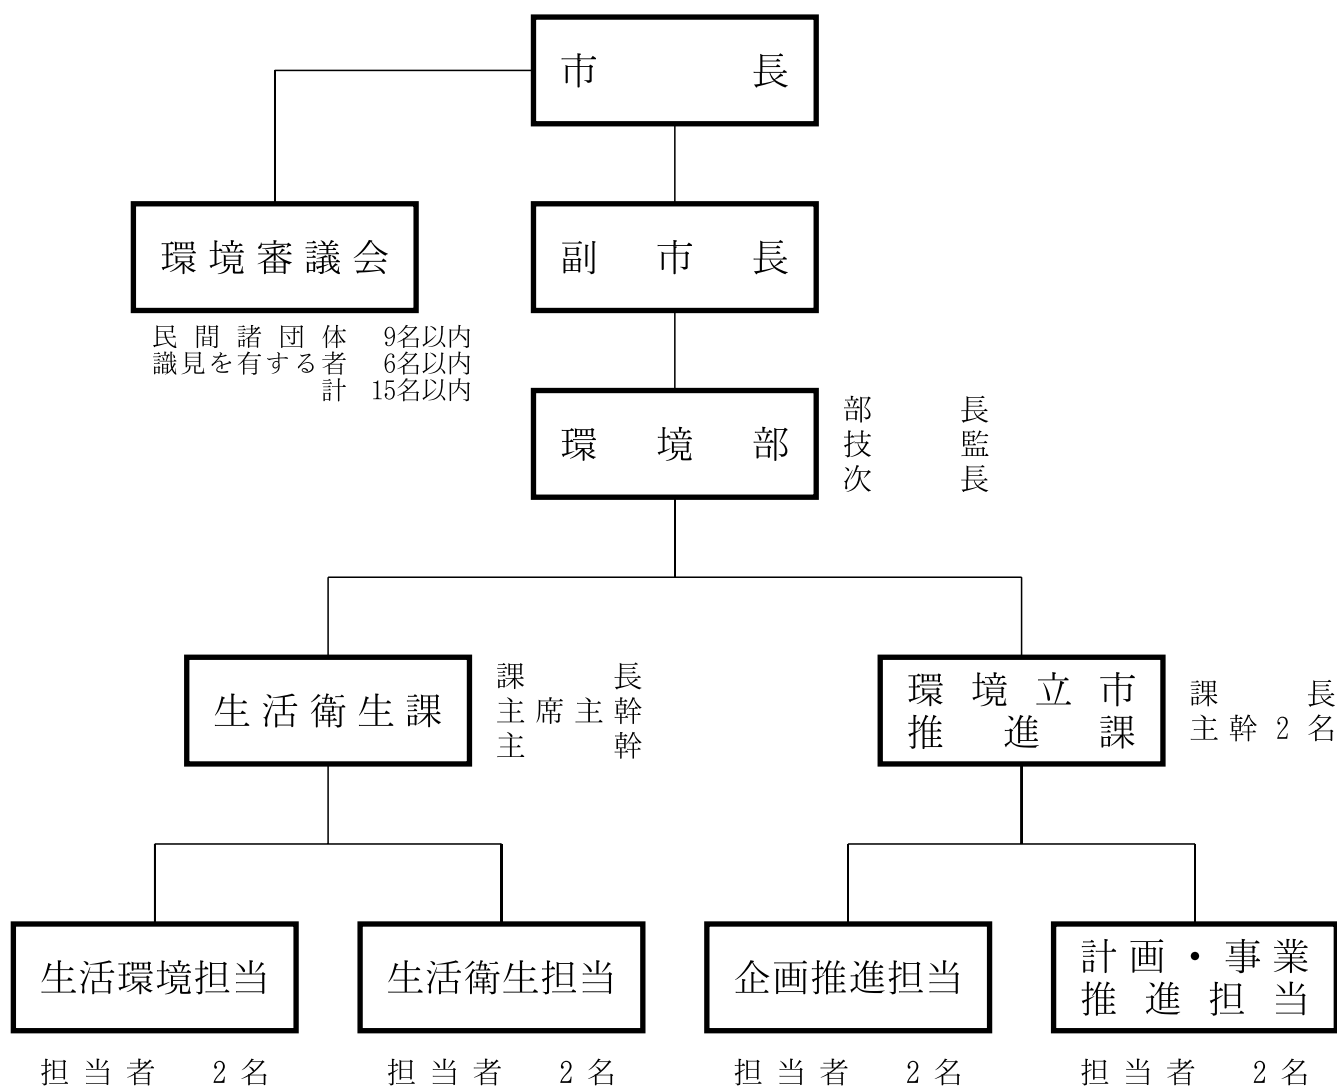 市長
環境審議会
副市長
民間諸団体 9名以内
識見を有する者 6名以内
計 15名以内
環境部
部長
技監
次長
生活衛生課
課長
主席主幹
主幹
環境立市
推進課
課長
主幹2名
生活環境担当
担当者 2名
生活衛生担当
担当者 2名
企画推進担当
担当者 2名
計画・事業
推進担当
担当者 2名